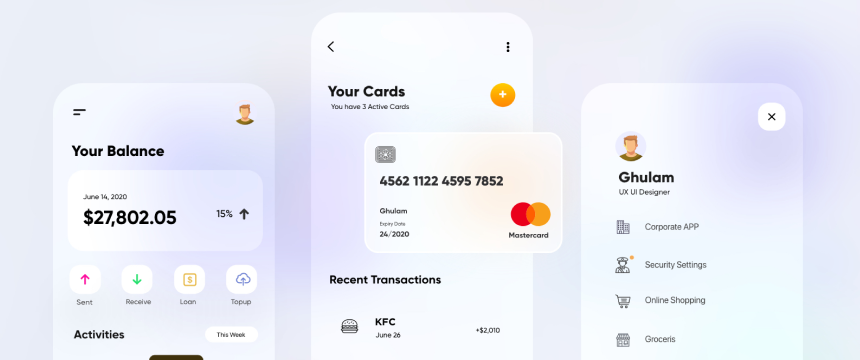 Your Balance
June 14, 2020
$27,802.05
15%
Sent
Receive
Loan
Topup
Activities
This Week
Your Cards
You have 3 Active Cards
4562 1122 4595 7852
Ghulam
Expiry Date
24/2020
Mastercard
Recent Transactions
KFC
June 26
+$2,010
Ghulam
UX UI Designer
Corporate APP
Security Settings
Online Shopping
Groceris